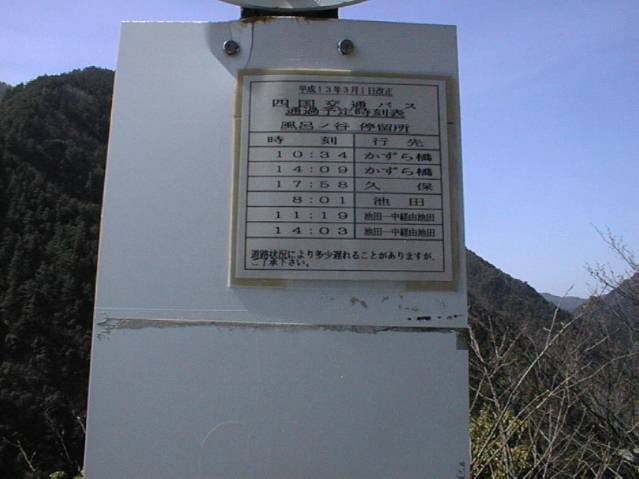 平成13年3月1日改正
四国交通バス
通過予定時刻表
風呂ノ谷 停留所
時 刻 行 先
10:34 かずら橋
14:09 かずら橋
17:58 久 保
8:01 池 田
11:19 池田一中経由池田
14:03 池田一中経由池田
道路状況により多少遅れることがありますが、
ご了承下さい。